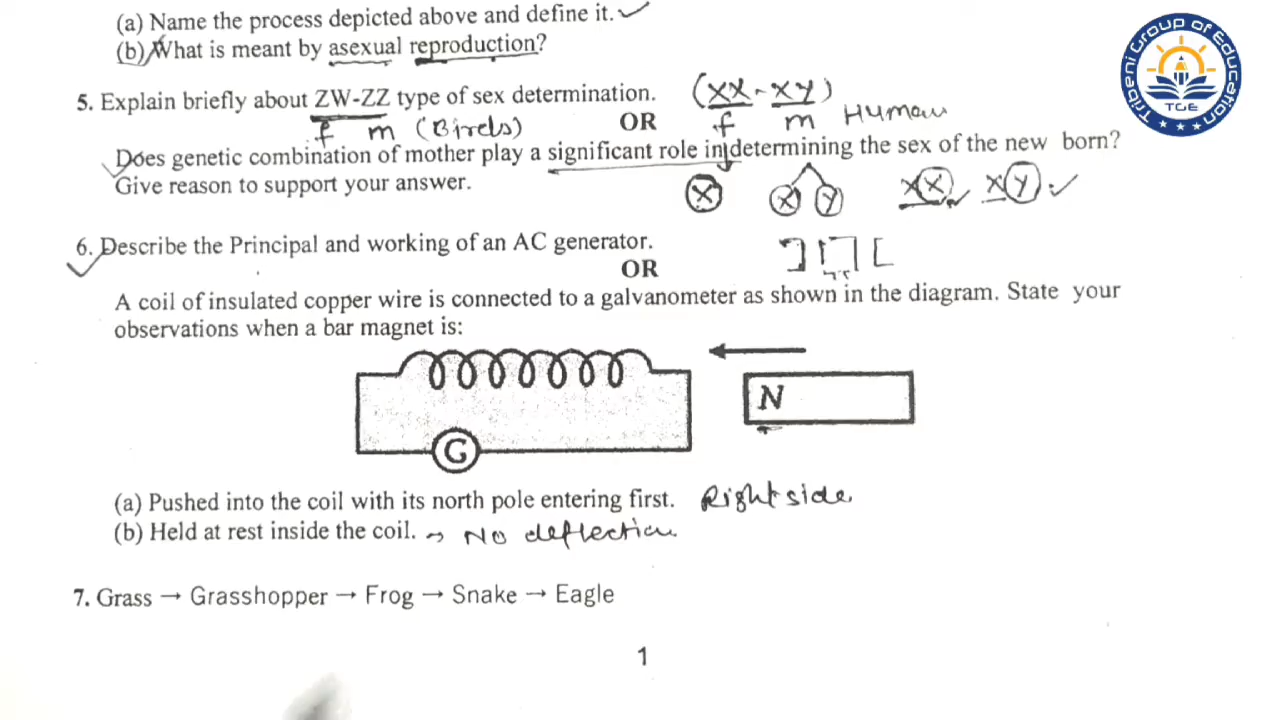 (a) Name the process depicted above and define it.
(b) What is meant by asexual reproduction?
5. Explain briefly about ZW-ZZ type of sex determination. (XX - XY)
f m (Birds) OR f m Human
Does genetic combination of mother play a significant role in determining the sex of the new born?
Give reason to support your answer. X X Y XX XY
6. Describe the Principal and working of an AC generator.
OR
A coil of insulated copper wire is connected to a galvanometer as shown in the diagram. State your
observations when a bar magnet is:
N
G
(a) Pushed into the coil with its north pole entering first. Right side
(b) Held at rest inside the coil. → No deflection
7. Grass → Grasshopper → Frog → Snake → Eagle
1
Tribeni Group of Education
TGE